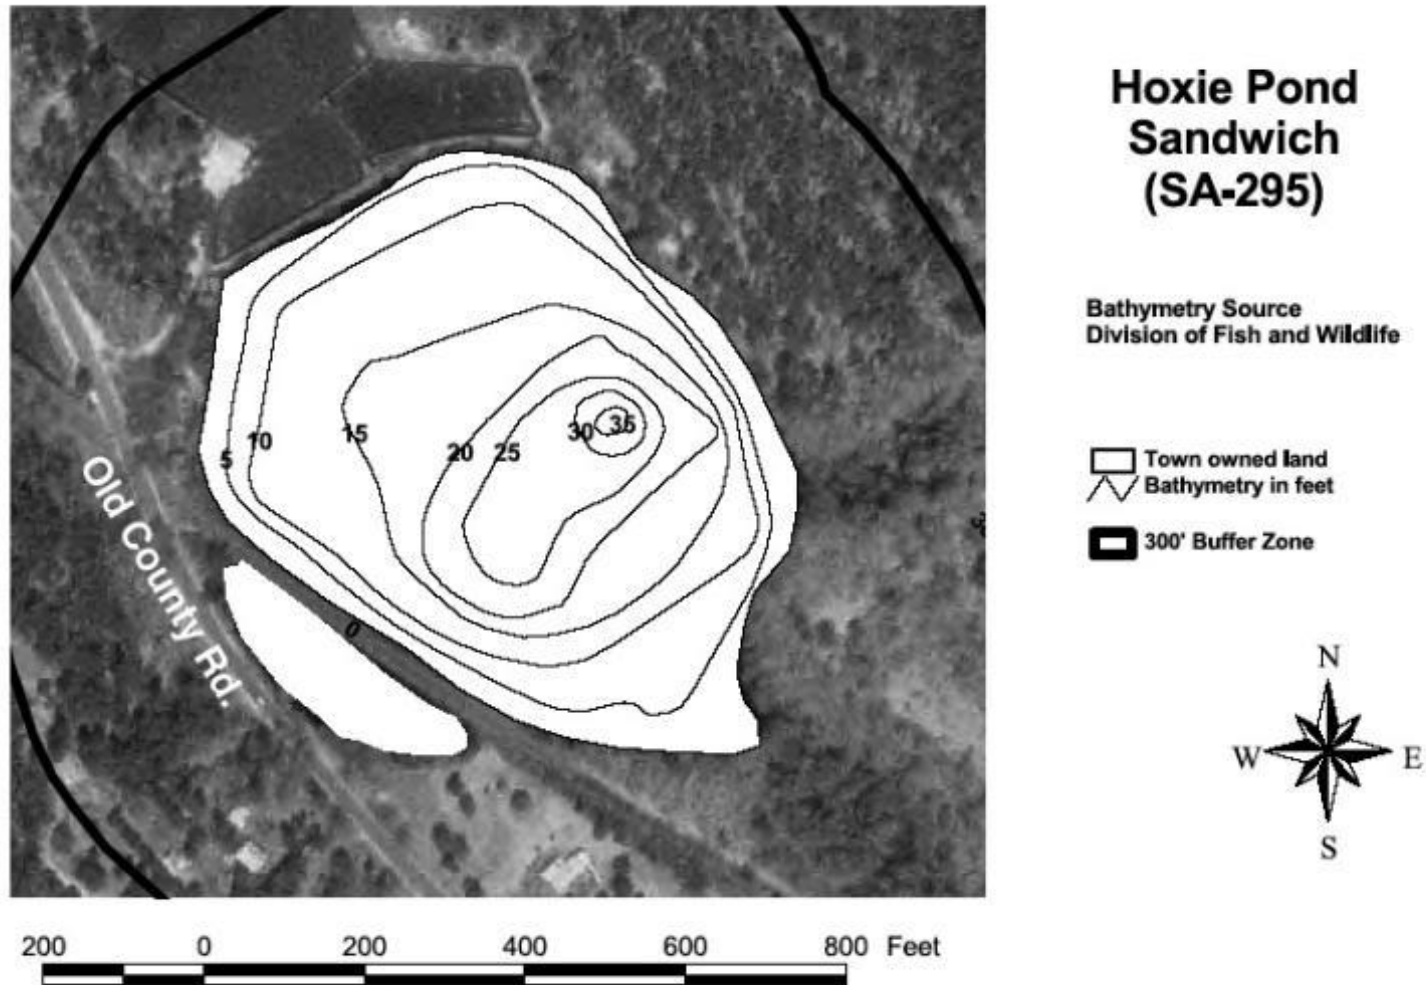 Hoxie Pond
Sandwich
(SA-295)
Bathymetry Source
Division of Fish and Wildlife
Town owned land
Bathymetry in feet
300' Buffer Zone
N
W E
S
5 10 15 20 25 30 35
0
Old County Rd.
200 0 200 400 600 800 Feet